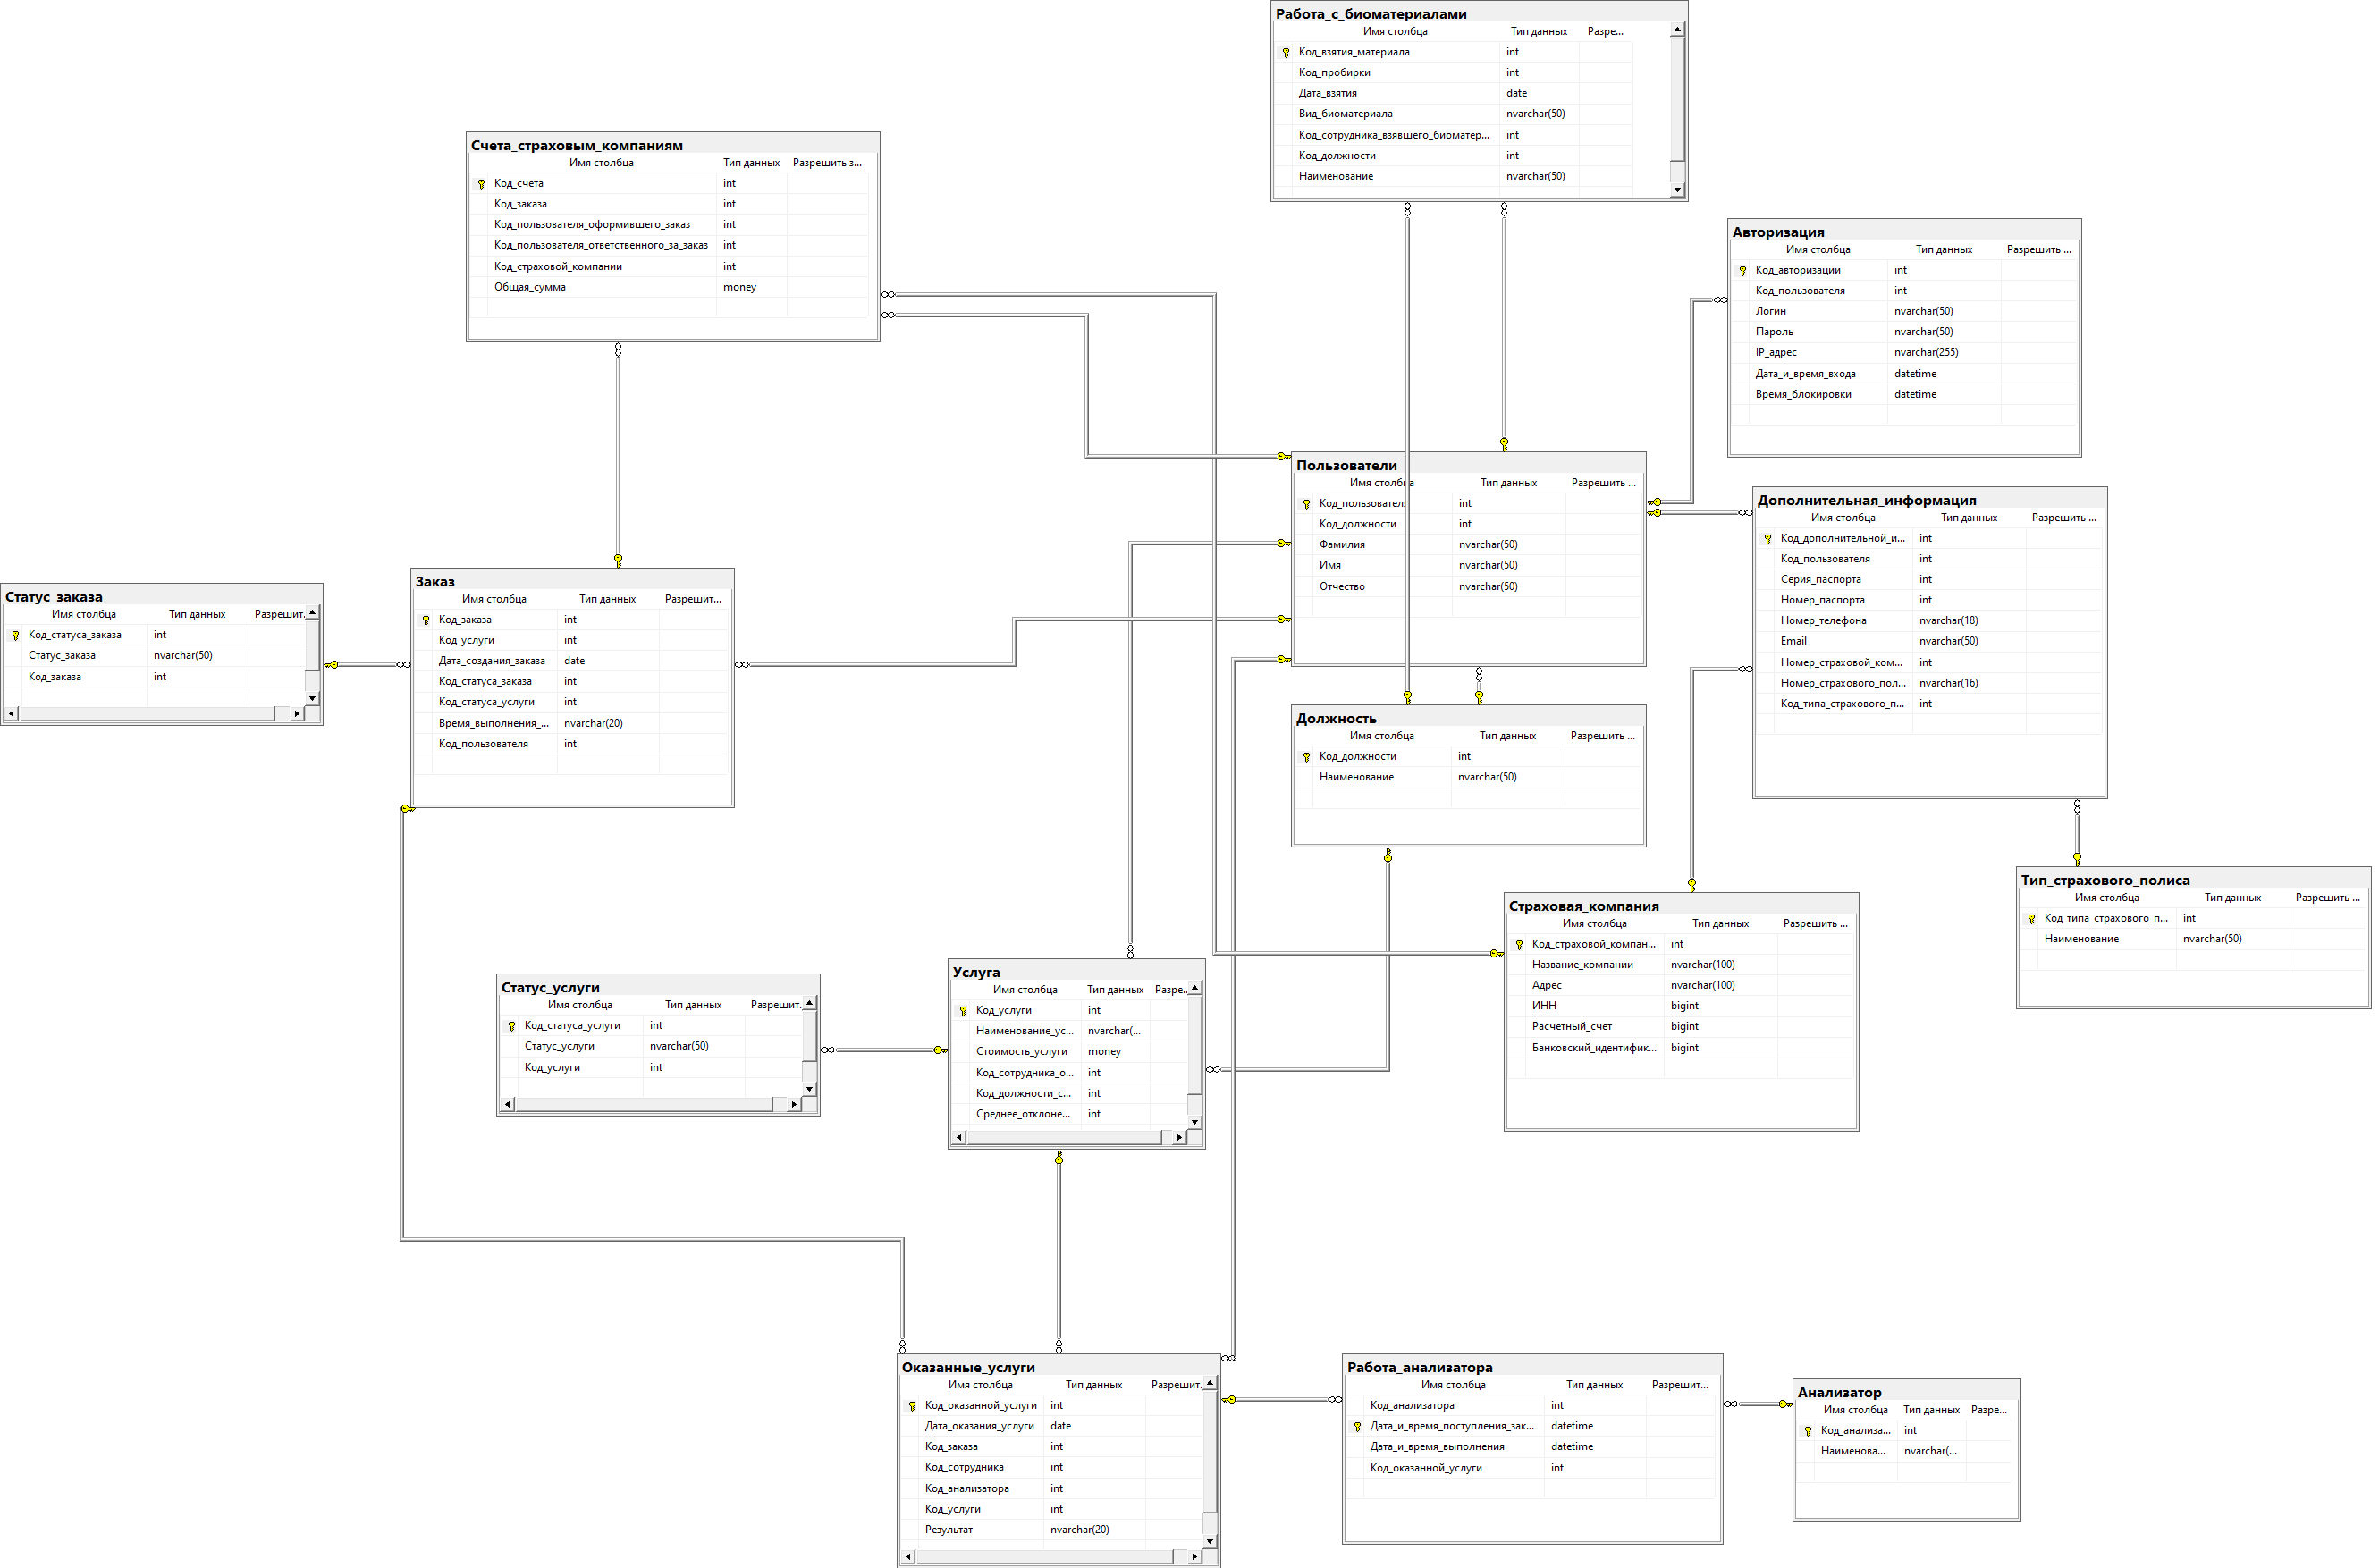 Работа_с_биоматериалами
Имя столбца Тип данных Разре...
Код_взятия_материала int
Код_пробирки int
Дата_взятия date
Вид_биоматериала nvarchar(50)
Код_сотрудника_взявшего_биоматер... int
Код_должности int
Наименование nvarchar(50)
Счета_страховым_компаниям
Имя столбца Тип данных Разрешить з...
Код_счета int
Код_заказа int
Код_пользователя_оформившего_заказ int
Код_пользователя_ответственного_за_заказ int
Код_страховой_компании int
Общая_сумма money
Авторизация
Имя столбца Тип данных Разрешить ...
Код_авторизации int
Код_пользователя int
Логин nvarchar(50)
Пароль nvarchar(50)
IP_адрес nvarchar(255)
Дата_и_время_входа datetime
Время_блокировки datetime
Пользователи
Имя столбца Тип данных Разрешить ...
Код_пользователя int
Код_должности int
Фамилия nvarchar(50)
Имя nvarchar(50)
Отчество nvarchar(50)
Дополнительная_информация
Имя столбца Тип данных Разрешить ...
Код_дополнительной_и... int
Код_пользователя int
Серия_паспорта int
Номер_паспорта int
Номер_телефона nvarchar(18)
Email nvarchar(50)
Номер_страховой_ком... int
Номер_страхового_пол... nvarchar(16)
Код_типа_страхового_п... int
Статус_заказа
Имя столбца Тип данных Разрешит.
Код_статуса_заказа int
Статус_заказа nvarchar(50)
Код_заказа int
Заказ
Имя столбца Тип данных Разрешит...
Код_заказа int
Код_услуги int
Дата_создания_заказа date
Код_статуса_заказа int
Код_статуса_услуги int
Время_выполнения_... nvarchar(20)
Код_пользователя int
Должность
Имя столбца Тип данных Разрешить ...
Код_должности int
Наименование nvarchar(50)
Тип_страхового_полиса
Имя столбца Тип данных Разрешить ...
Код_типа_страхового_п... int
Наименование nvarchar(50)
Страховая_компания
Имя столбца Тип данных Разрешить ...
Код_страховой_компан... int
Название_компании nvarchar(100)
Адрес nvarchar(100)
ИНН bigint
Расчетный_счет bigint
Банковский_идентифик... bigint
Статус_услуги
Имя столбца Тип данных Разрешит.
Код_статуса_услуги int
Статус_услуги nvarchar(50)
Код_услуги int
Услуга
Имя столбца Тип данных Разре..
Код_услуги int
Наименование_ус... nvarchar(...
Стоимость_услуги money
Код_сотрудника_о... int
Код_должности_с... int
Среднее_отклоне... int
Оказанные_услуги
Имя столбца Тип данных Разрешит.
Код_оказанной_услуги int
Дата_оказания_услуги date
Код_заказа int
Код_сотрудника int
Код_анализатора int
Код_услуги int
Результат nvarchar(20)
Работа_анализатора
Имя столбца Тип данных Разрешит...
Код_анализатора int
Дата_и_время_поступления_зак... datetime
Дата_и_время_выполнения datetime
Код_оказанной_услуги int
Анализатор
Имя столбца Тип данных Разре...
Код_анализа... int
Наименова... nvarchar(...